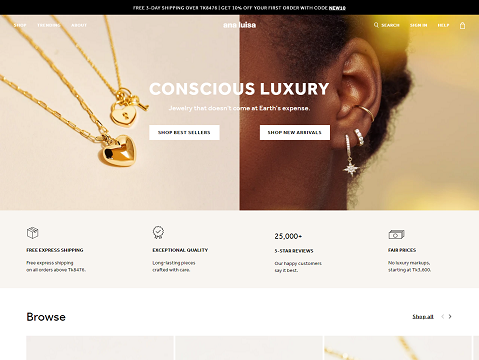 FREE 3-DAY SHIPPING OVER TK8476 | GET 10% OFF YOUR FIRST ORDER WITH CODE NEW10
SHOP TRENDING ABOUT
ana luisa
SEARCH SIGN IN HELP
CONSCIOUS LUXURY
Jewelry that doesn't come at Earth's expense.
SHOP BEST SELLERS
SHOP NEW ARRIVALS
FREE EXPRESS SHIPPING
Free express shipping
on all orders above Tk8476.
EXCEPTIONAL QUALITY
Long-lasting pieces
crafted with care.
25,000+
5-STAR REVIEWS
Our happy customers
say it best.
FAIR PRICES
No luxury markups,
starting at Tk3,600.
Browse
Shop all